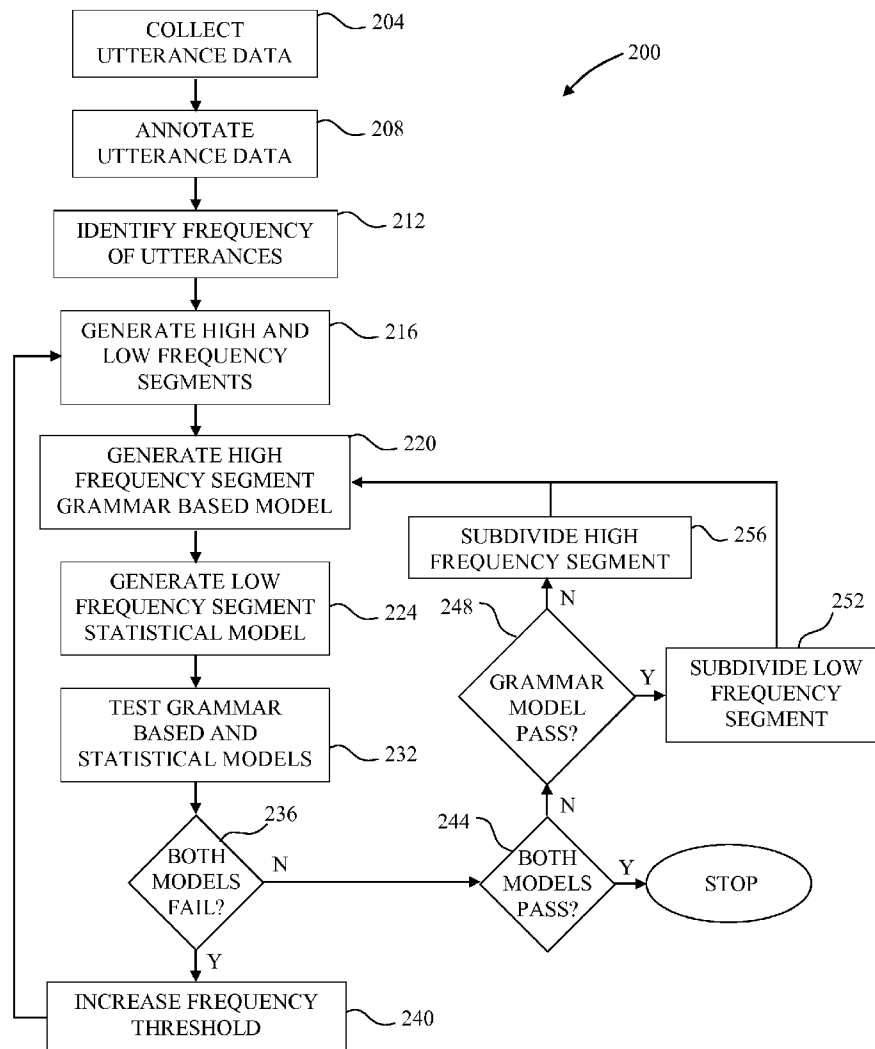 COLLECT
UTTERANCE DATA
204
200
ANNOTATE
UTTERANCE DATA
208
IDENTIFY FREQUENCY
OF UTTERANCES
212
GENERATE HIGH AND
LOW FREQUENCY
SEGMENTS
216
GENERATE HIGH
FREQUENCY SEGMENT
GRAMMAR BASED MODEL
220
GENERATE LOW
FREQUENCY SEGMENT
STATISTICAL MODEL
224
TEST GRAMMAR
BASED AND
STATISTICAL MODELS
232
236
BOTH
MODELS
FAIL?
N
Y
INCREASE FREQUENCY
THRESHOLD
240
244
BOTH
MODELS
PASS?
Y
STOP
N
248
GRAMMAR
MODEL
PASS?
Y
252
SUBDIVIDE LOW
FREQUENCY
SEGMENT
N
SUBDIVIDE HIGH
FREQUENCY SEGMENT
256